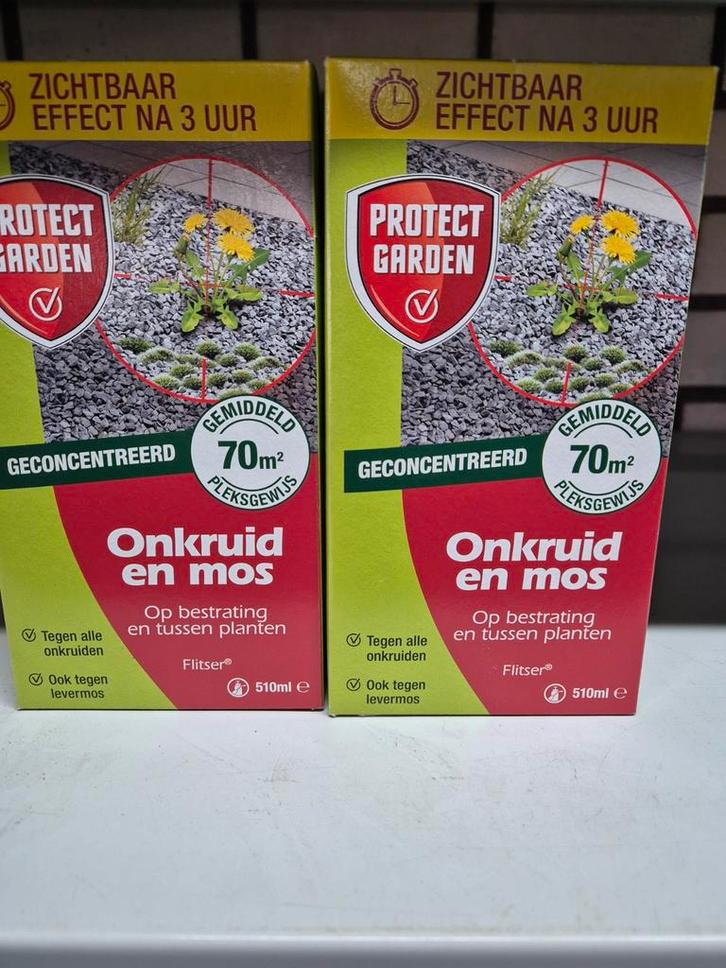 ZICHTBAAR
EFFECT NA 3 UUR
ROTECT
GARDEN
GEMIDDELD
70m²
PLEKSGEWIJS
GECONCENTREERD
Onkruid
en mos
Op bestrating
en tussen planten
Tegen alle
onkruiden
Flitser®
Ook tegen
levermos
510ml e
ZICHTBAAR
EFFECT NA 3 UUR
PROTECT
GARDEN
GEMIDDELD
70m²
PLEKSGEWIJS
GECONCENTREERD
Onkruid
en mos
Op bestrating
en tussen planten
Tegen alle
onkruiden
Flitser®
Ook tegen
levermos
510ml e